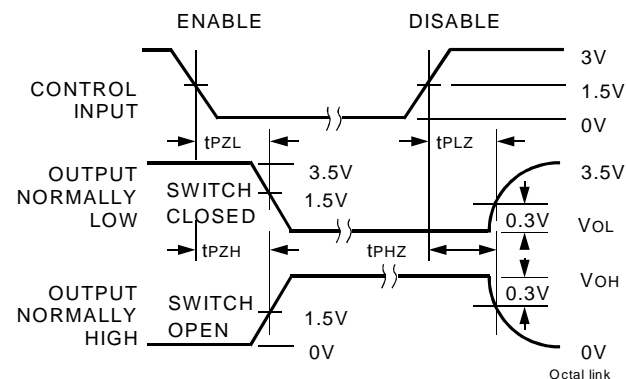 ENABLE DISABLE
3V
CONTROL
INPUT
1.5V
0V
tPZL tPLZ
OUTPUT
NORMALLY
LOW
SWITCH
CLOSED
3.5V
1.5V
3.5V
0.3V
VOL
tPZH tPHZ
OUTPUT
NORMALLY
HIGH
SWITCH
OPEN
1.5V
0V
VOH
0.3V
0V
Octal link